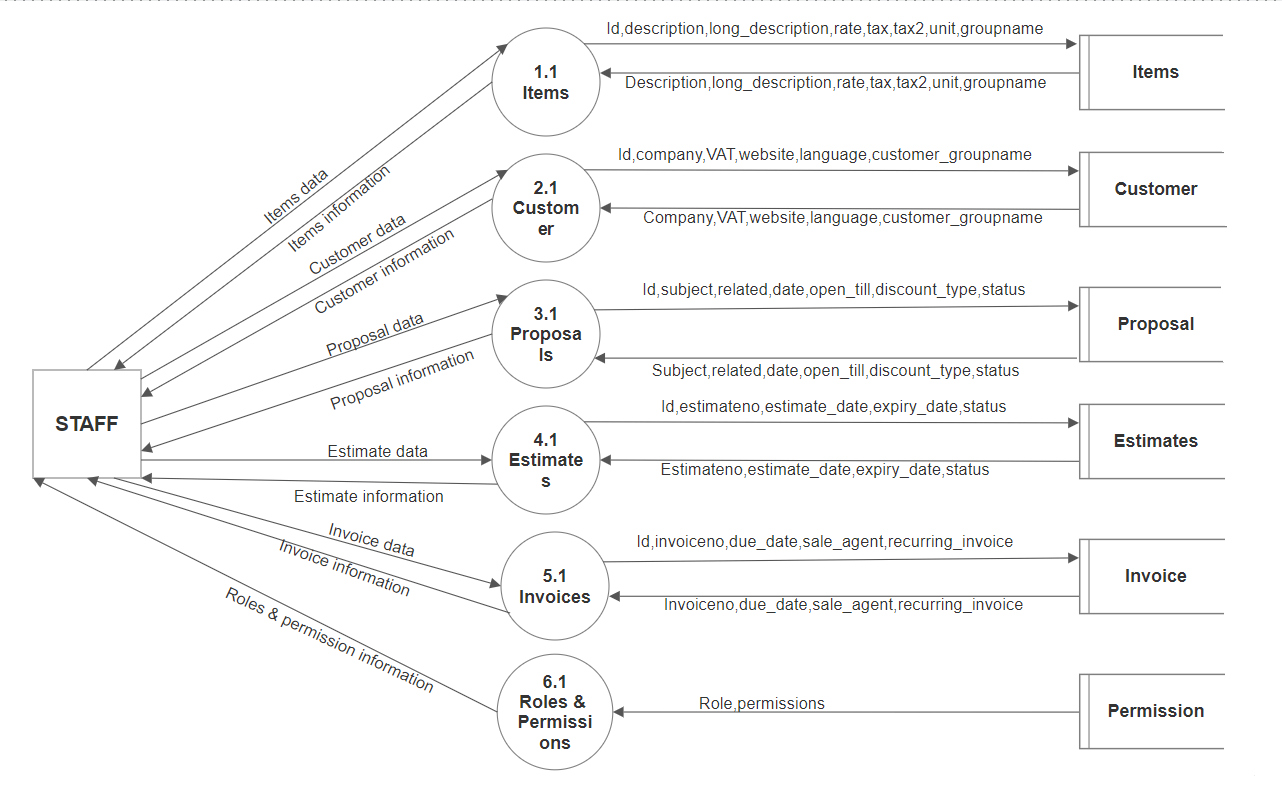 Id,description,long_description,rate,tax,tax2,unit,groupname
1.1
Items
Items
Description,long_description,rate,tax,tax2,unit,groupname
Items data
Items information
Id,company,VAT,website,language,customer_groupname
2.1
Custom
er
Customer
Company,VAT,website,language,customer_groupname
Customer data
Customer information
Id,subject,related,date,open_till,discount_type,status
3.1
Proposa
ls
Proposal
Subject,related,date,open_till,discount_type,status
Proposal data
Proposal information
STAFF
Id,estimateno,estimate_date,expiry_date,status
4.1
Estimate
s
Estimates
Estimateno,estimate_date,expiry_date,status
Estimate data
Estimate information
Id,invoiceno,due_date,sale_agent,recurring_invoice
5.1
Invoices
Invoice
Invoiceno,due_date,sale_agent,recurring_invoice
Invoice data
Invoice information
Roles & permission information
6.1
Roles &
Permissi
ons
Role,permissions
Permission